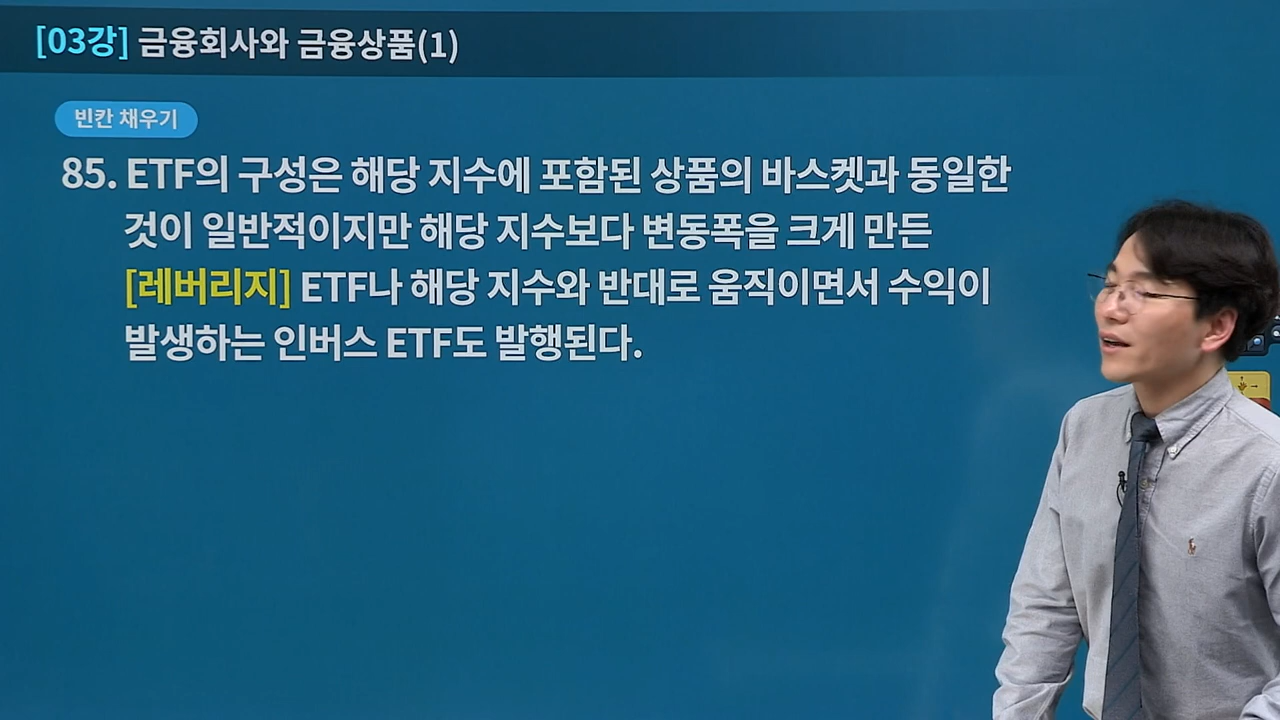 [03강] 금융회사와 금융상품(1)
빈칸 채우기
85. ETF의 구성은 해당 지수에 포함된 상품의 바스켓과 동일한
것이 일반적이지만 해당 지수보다 변동폭을 크게 만든
[레버리지] ETF나 해당 지수와 반대로 움직이면서 수익이
발생하는 인버스 ETF도 발행된다.